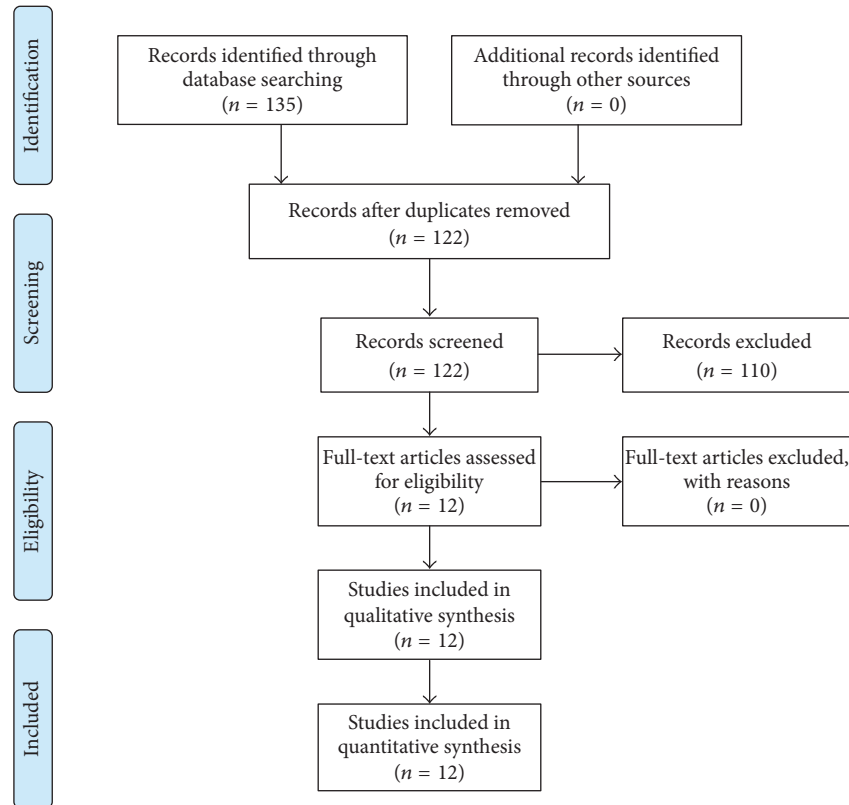 Identification
Records identified through
database searching
(n = 135)
Additional records identified
through other sources
(n = 0)
Records after duplicates removed
(n = 122)
Screening
Records screened
(n = 122)
Records excluded
(n = 110)
Eligibility
Full-text articles assessed
for eligibility
(n = 12)
Full-text articles excluded,
with reasons
(n = 0)
Studies included in
qualitative synthesis
(n = 12)
Included
Studies included in
quantitative synthesis
(n = 12)